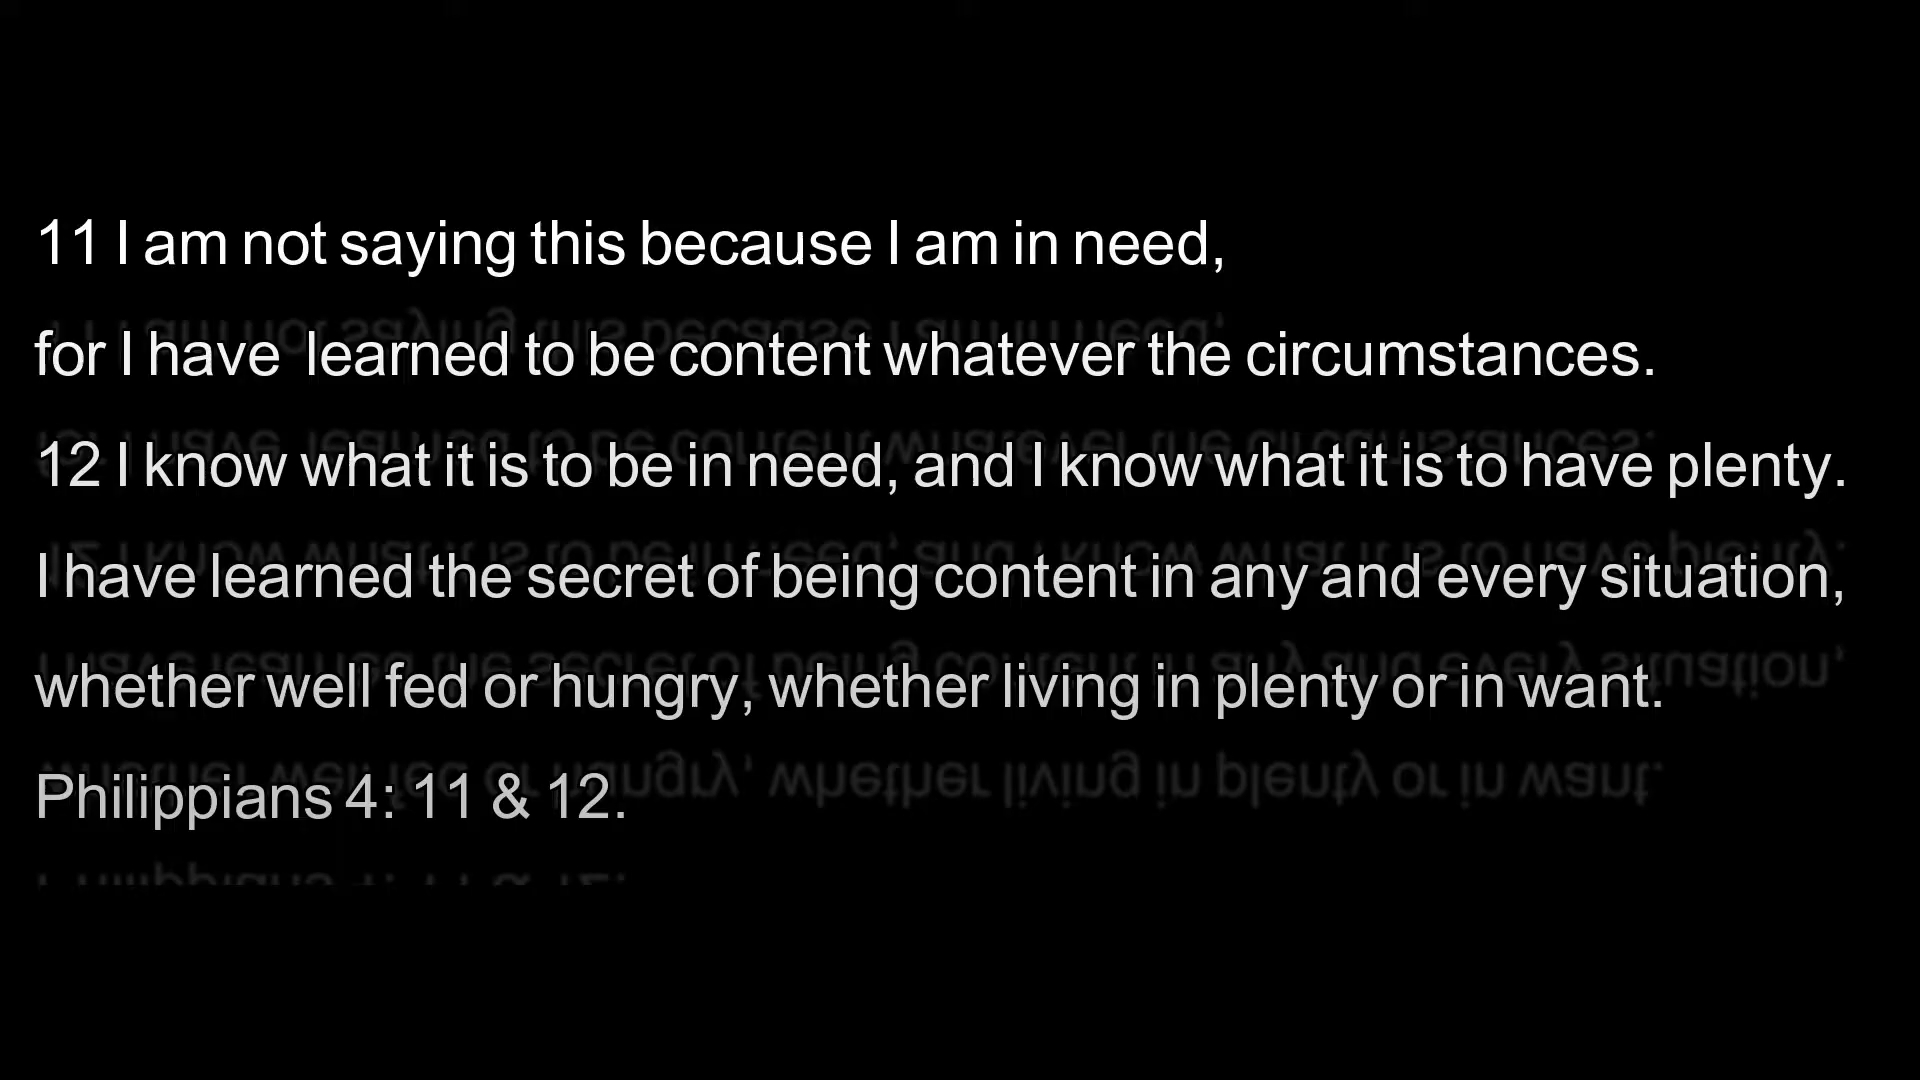 11 I am not saying this because I am in need,
for I have learned to be content whatever the circumstances.
12 I know what it is to be in need, and I know what it is to have plenty.
I have learned the secret of being content in any and every situation,
whether well fed or hungry, whether living in plenty or in want.
Philippians 4: 11 & 12.